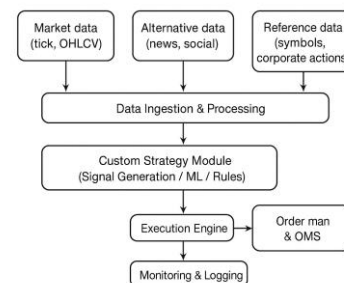 Market data
(tick, OHLCV)
Alternative data
(news, social)
Reference data
(symbols,
corporate actions
Data Ingestion & Processing
Custom Strategy Module
(Signal Generation / ML / Rules)
Execution Engine
Order man
& OMS
Monitoring & Logging